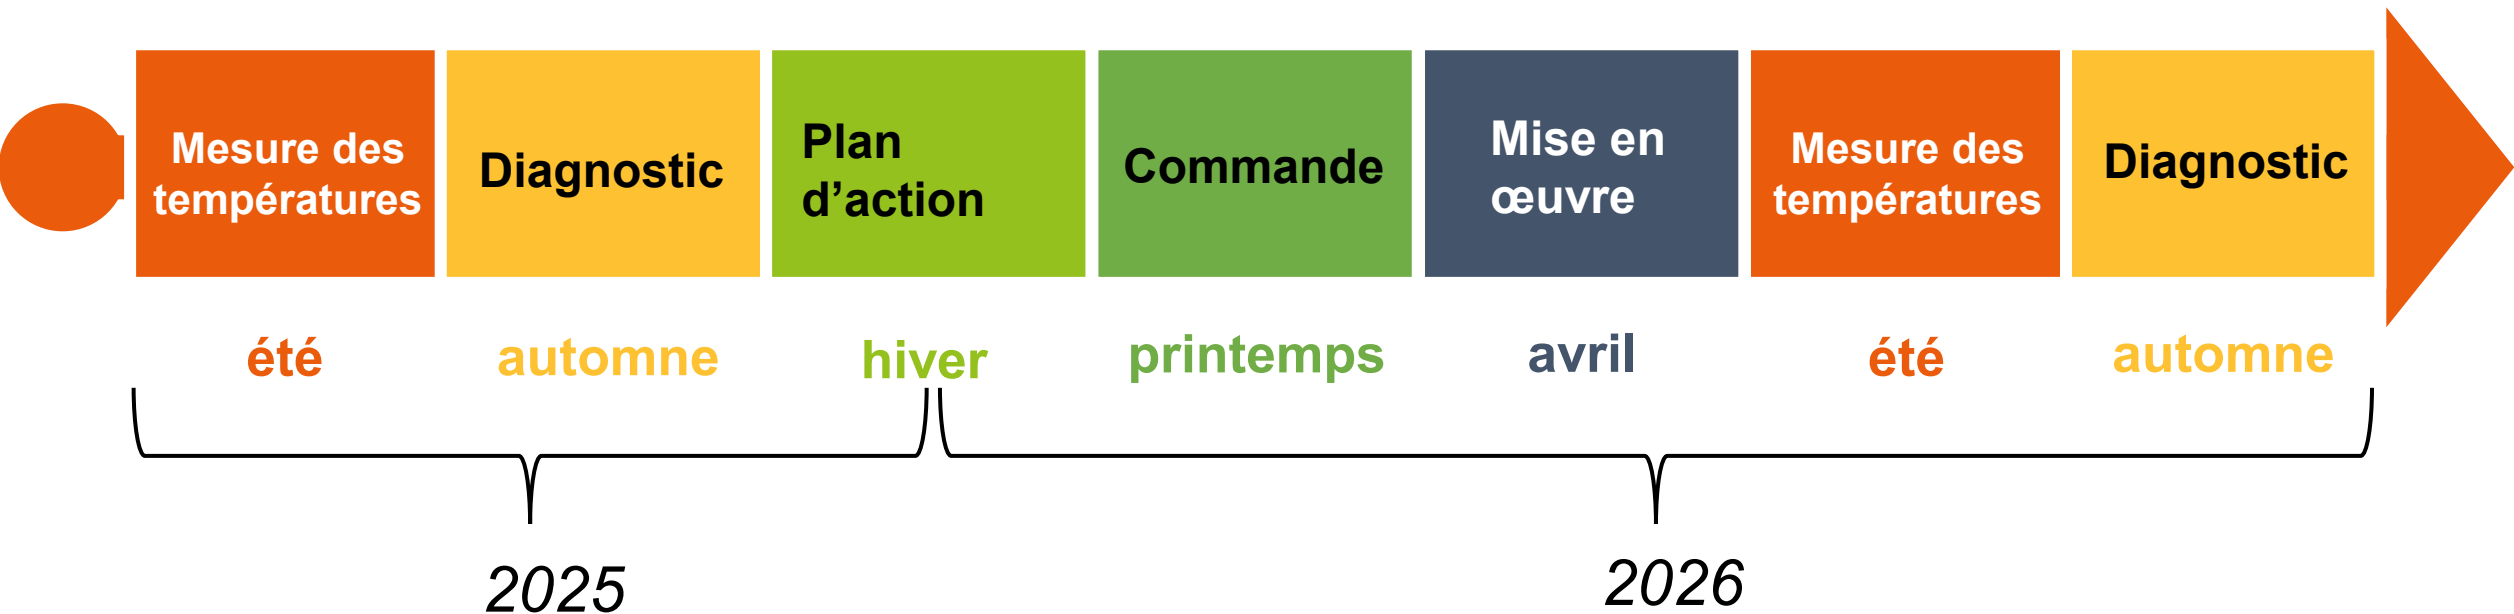 Mesure des
températures
Diagnostic
Plan
d’action
Commande
Mise en
œuvre
Mesure des
températures
Diagnostic
été
automne
hiver
printemps
avril
été
automne
2025
2026